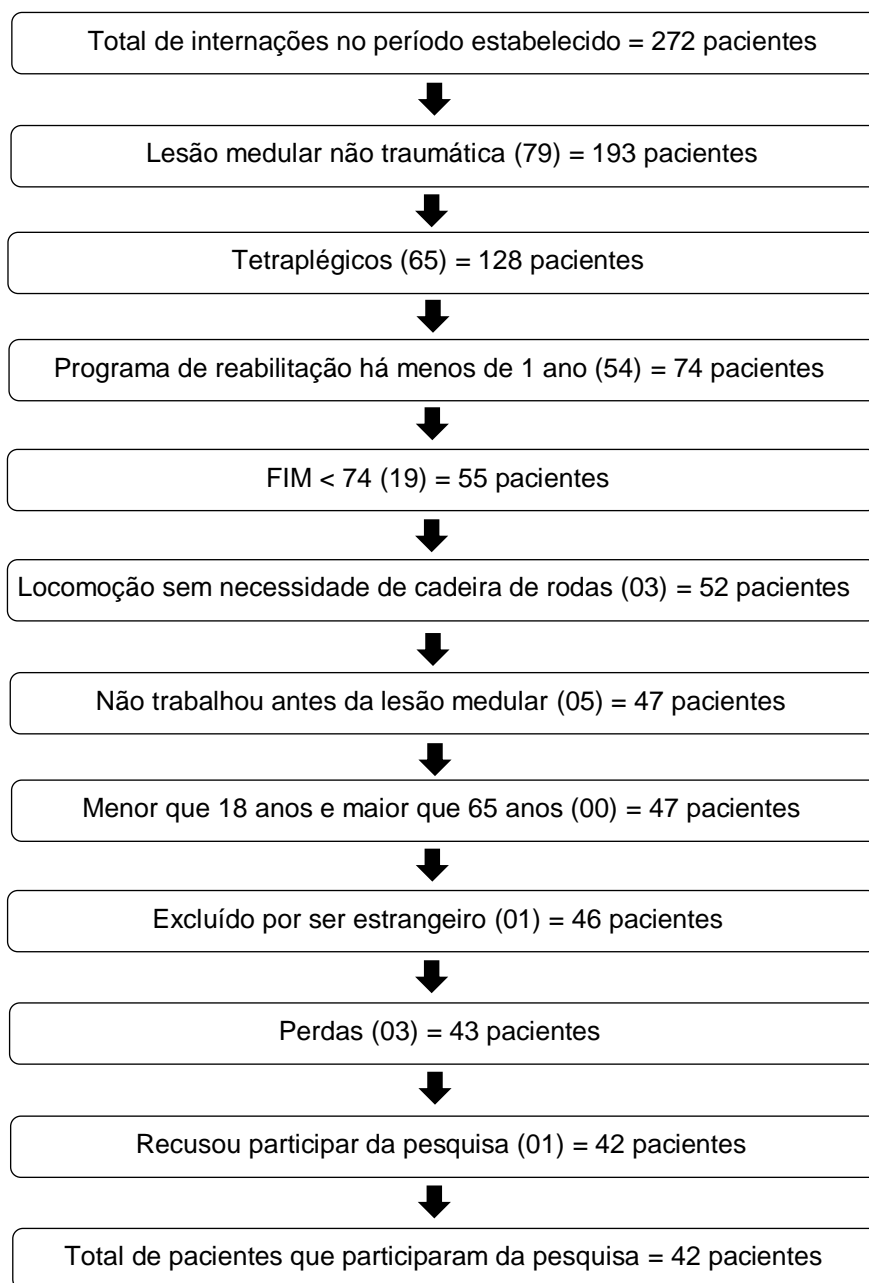 Total de internações no período estabelecido = 272 pacientes
Lesão medular não traumática (79) = 193 pacientes
Tetraplégicos (65) = 128 pacientes
Programa de reabilitação há menos de 1 ano (54) = 74 pacientes
FIM < 74 (19) = 55 pacientes
Locomoção sem necessidade de cadeira de rodas (03) = 52 pacientes
Não trabalhou antes da lesão medular (05) = 47 pacientes
Menor que 18 anos e maior que 65 anos (00) = 47 pacientes
Excluído por ser estrangeiro (01) = 46 pacientes
Perdas (03) = 43 pacientes
Recusou participar da pesquisa (01) = 42 pacientes
Total de pacientes que participaram da pesquisa = 42 pacientes